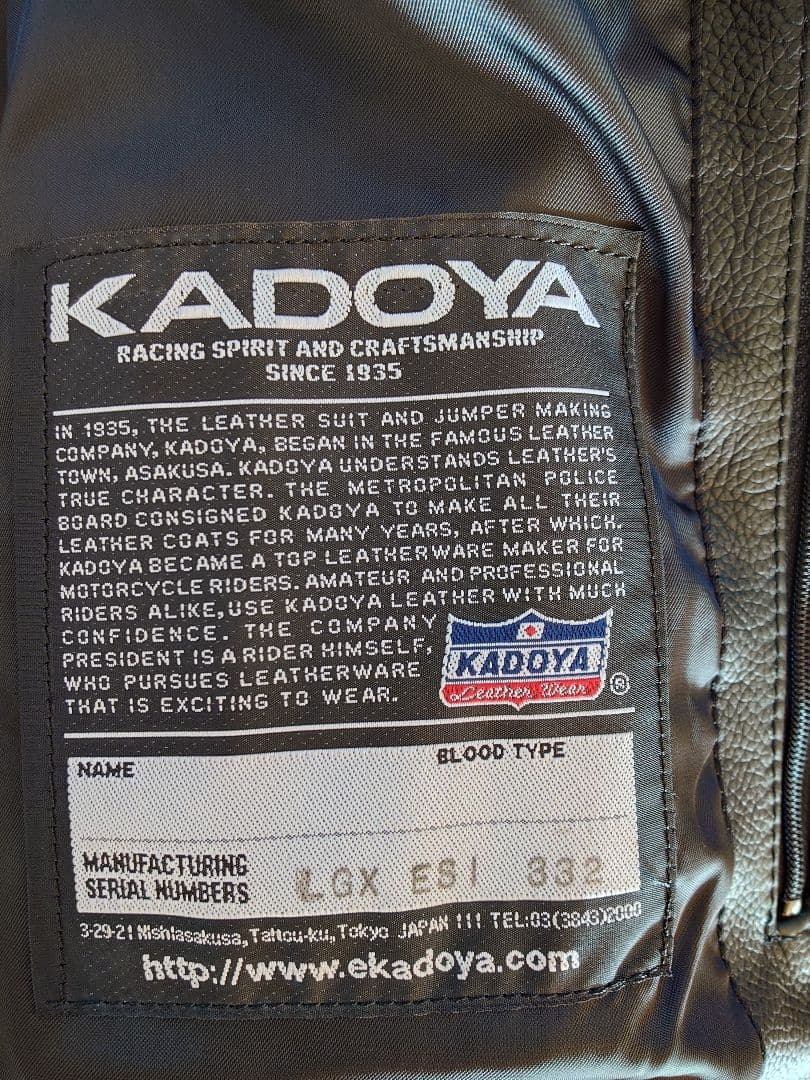 KADOYA
RACING SPIRIT AND CRAFTSMANSHIP
SINCE 1935
IN 1935, THE LEATHER SUIT AND JUMPER MAKING
COMPANY, KADOYA, BEGAN IN THE FAMOUS LEATHER
TOWN, ASAKUSA. KADOYA UNDERSTANDS LEATHER'S
TRUE CHARACTER. THE METROPOLITAN POLICE
BOARD CONSIGNED KADOYA TO MAKE ALL THEIR
LEATHER COATS FOR MANY YEARS, AFTER WHICH.
KADOYA BECAME A TOP LEATHERWARE MAKER FOR
MOTORCYCLE RIDERS. AMATEUR AND PROFESSIONAL
RIDERS ALIKE, USE KADOYA LEATHER WITH MUCH
CONFIDENCE. THE COMPANY
PRESIDENT IS A RIDER HIMSELF,
WHO PURSUES LEATHERWARE
THAT IS EXCITING TO WEAR.
KADOYA
Leather Wear
®
NAME
BLOOD TYPE
MANUFACTURING
SERIAL NUMBERS
LGX ESI 332
3-29-21 Nishiasakusa, Taitou-ku, Tokyo JAPAN 111 TEL:03(3843)2000
http://www.ekadoya.com